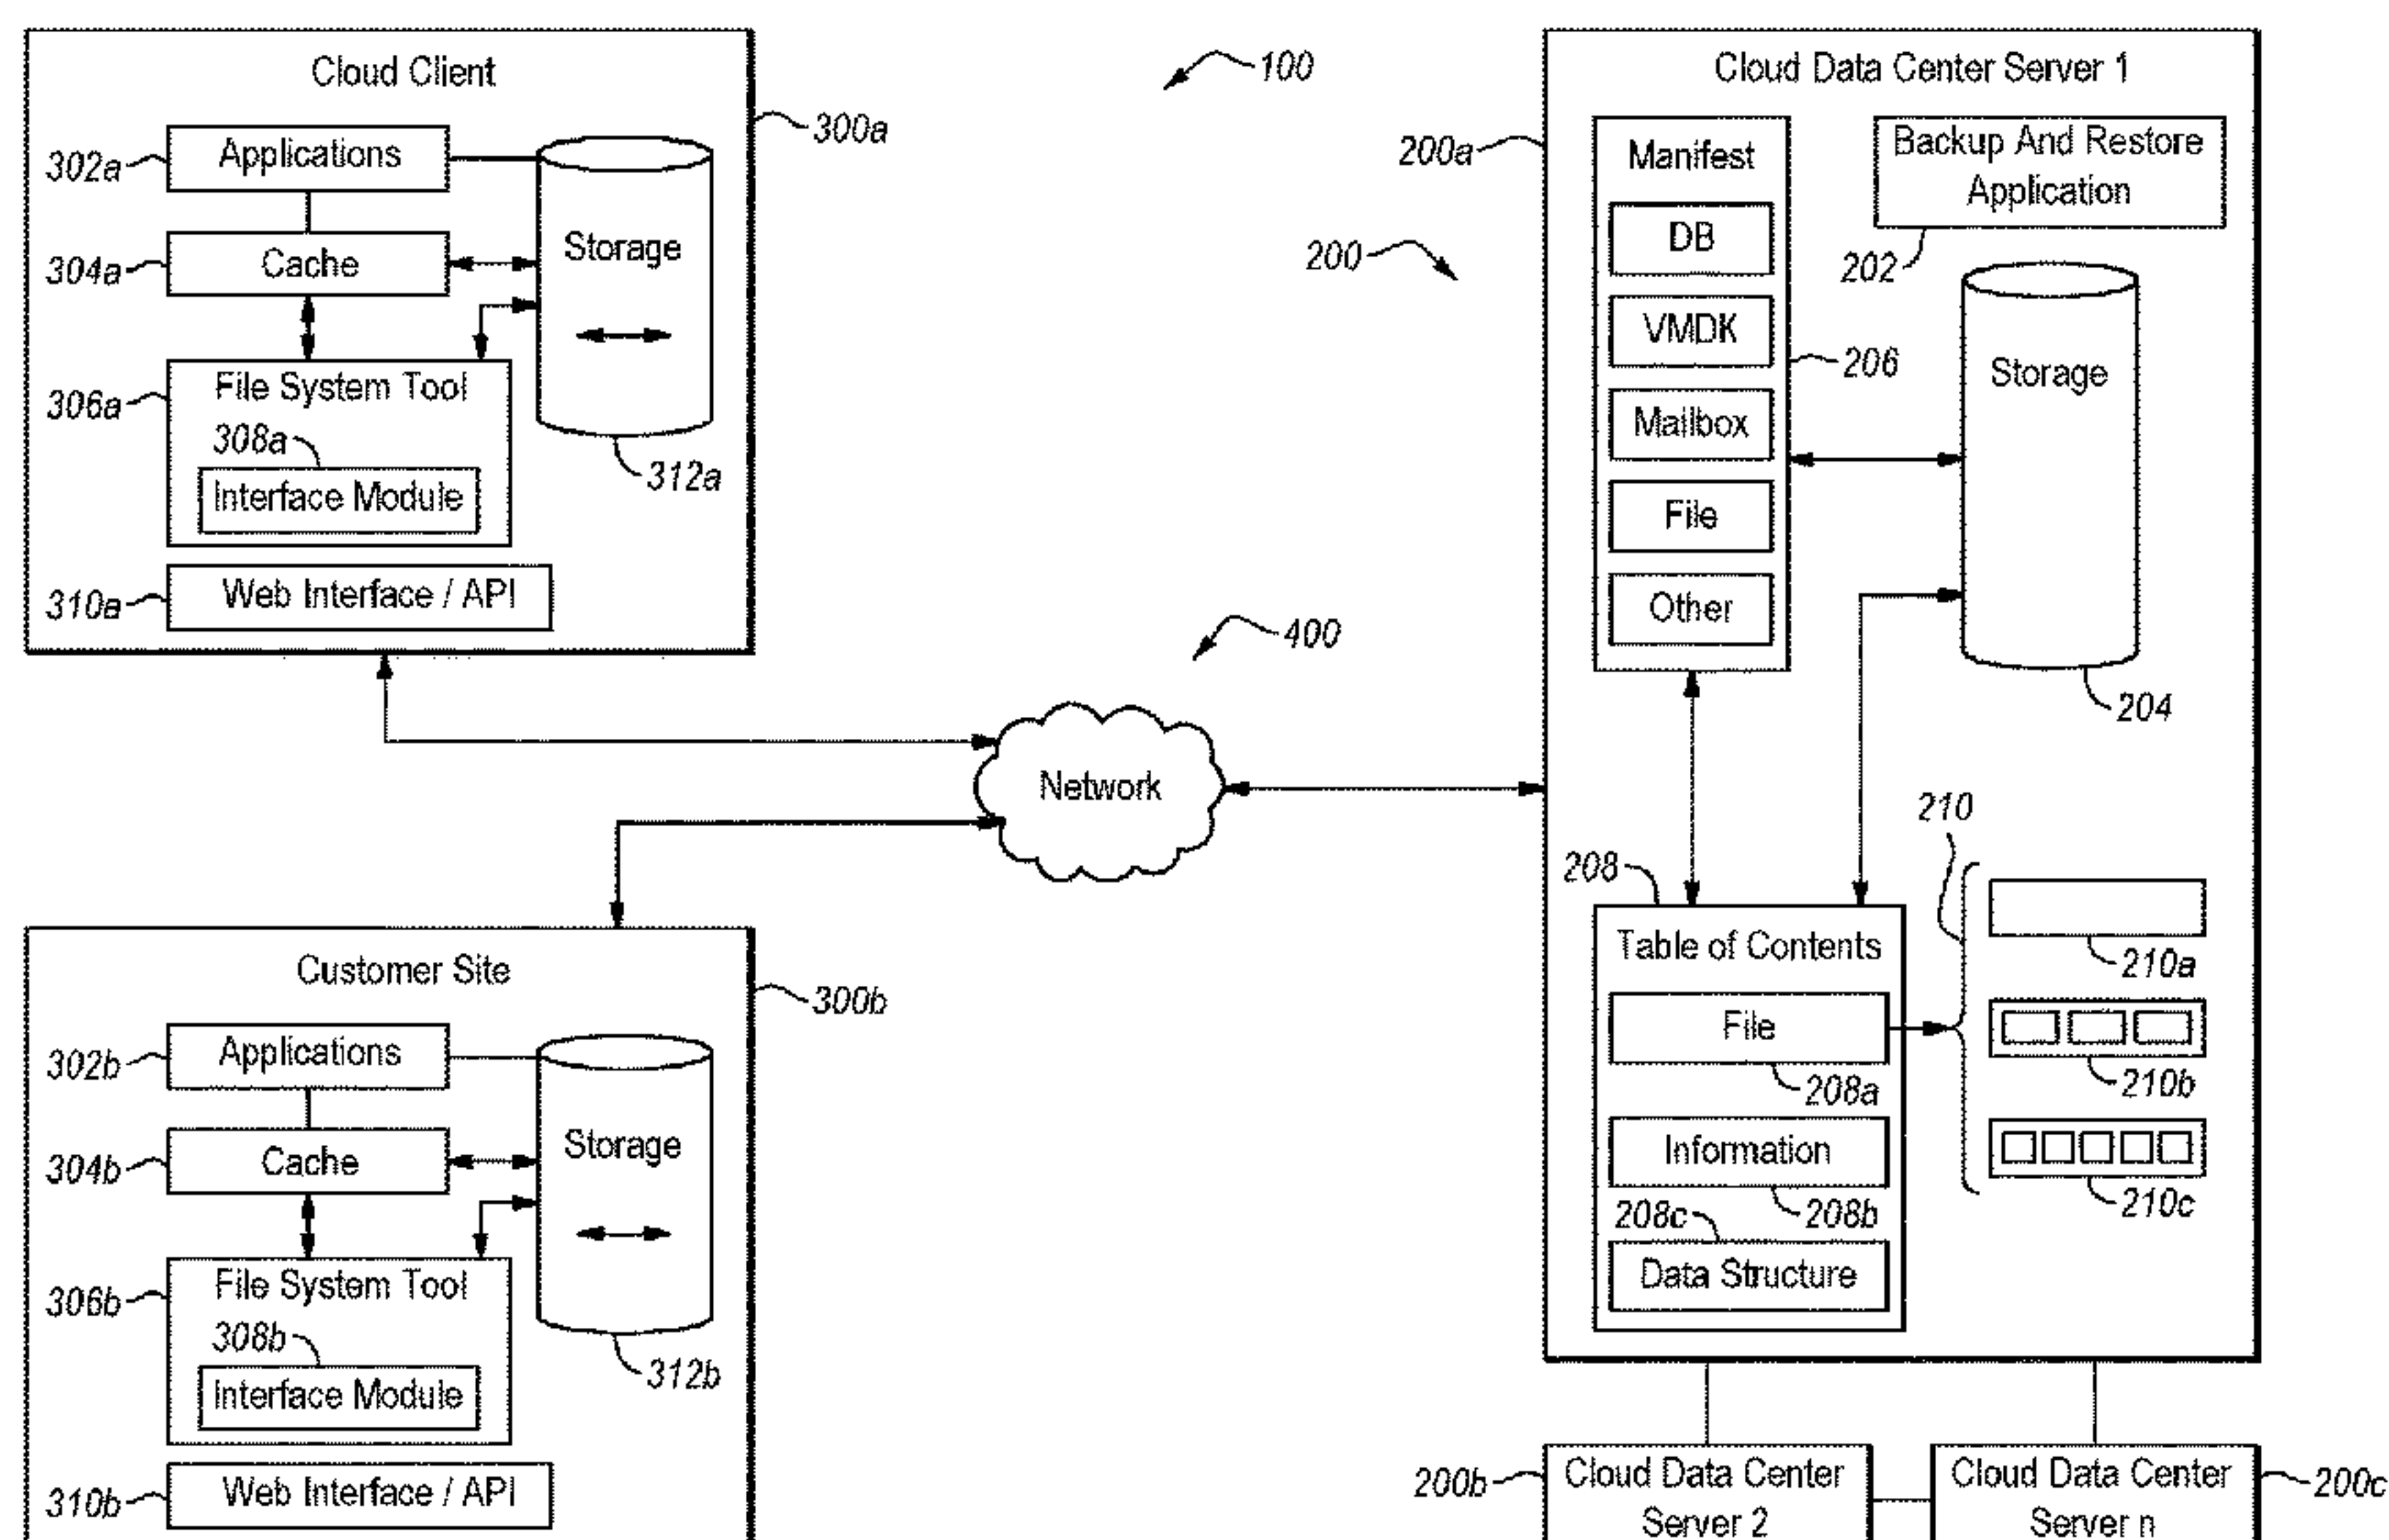 Cloud Client
300a
Applications
302a
Cache
304a
Storage
File System Tool
306a
308a
Interface Module
312a
Web Interface / API
310a
100
200
400
Network
Customer Site
300b
Applications
302b
Cache
304b
Storage
File System Tool
306b
308b
Interface Module
312b
Web Interface / API
310b
Cloud Data Center Server 1
200a
Manifest
DB
VMDK
Mailbox
File
Other
206
Backup And Restore
Application
202
Storage
204
208
Table of Contents
File
208a
Information
208b
208c
Data Structure
210
210a
210b
210c
200b
Cloud Data Center
Server 2
Cloud Data Center
Server n
200c